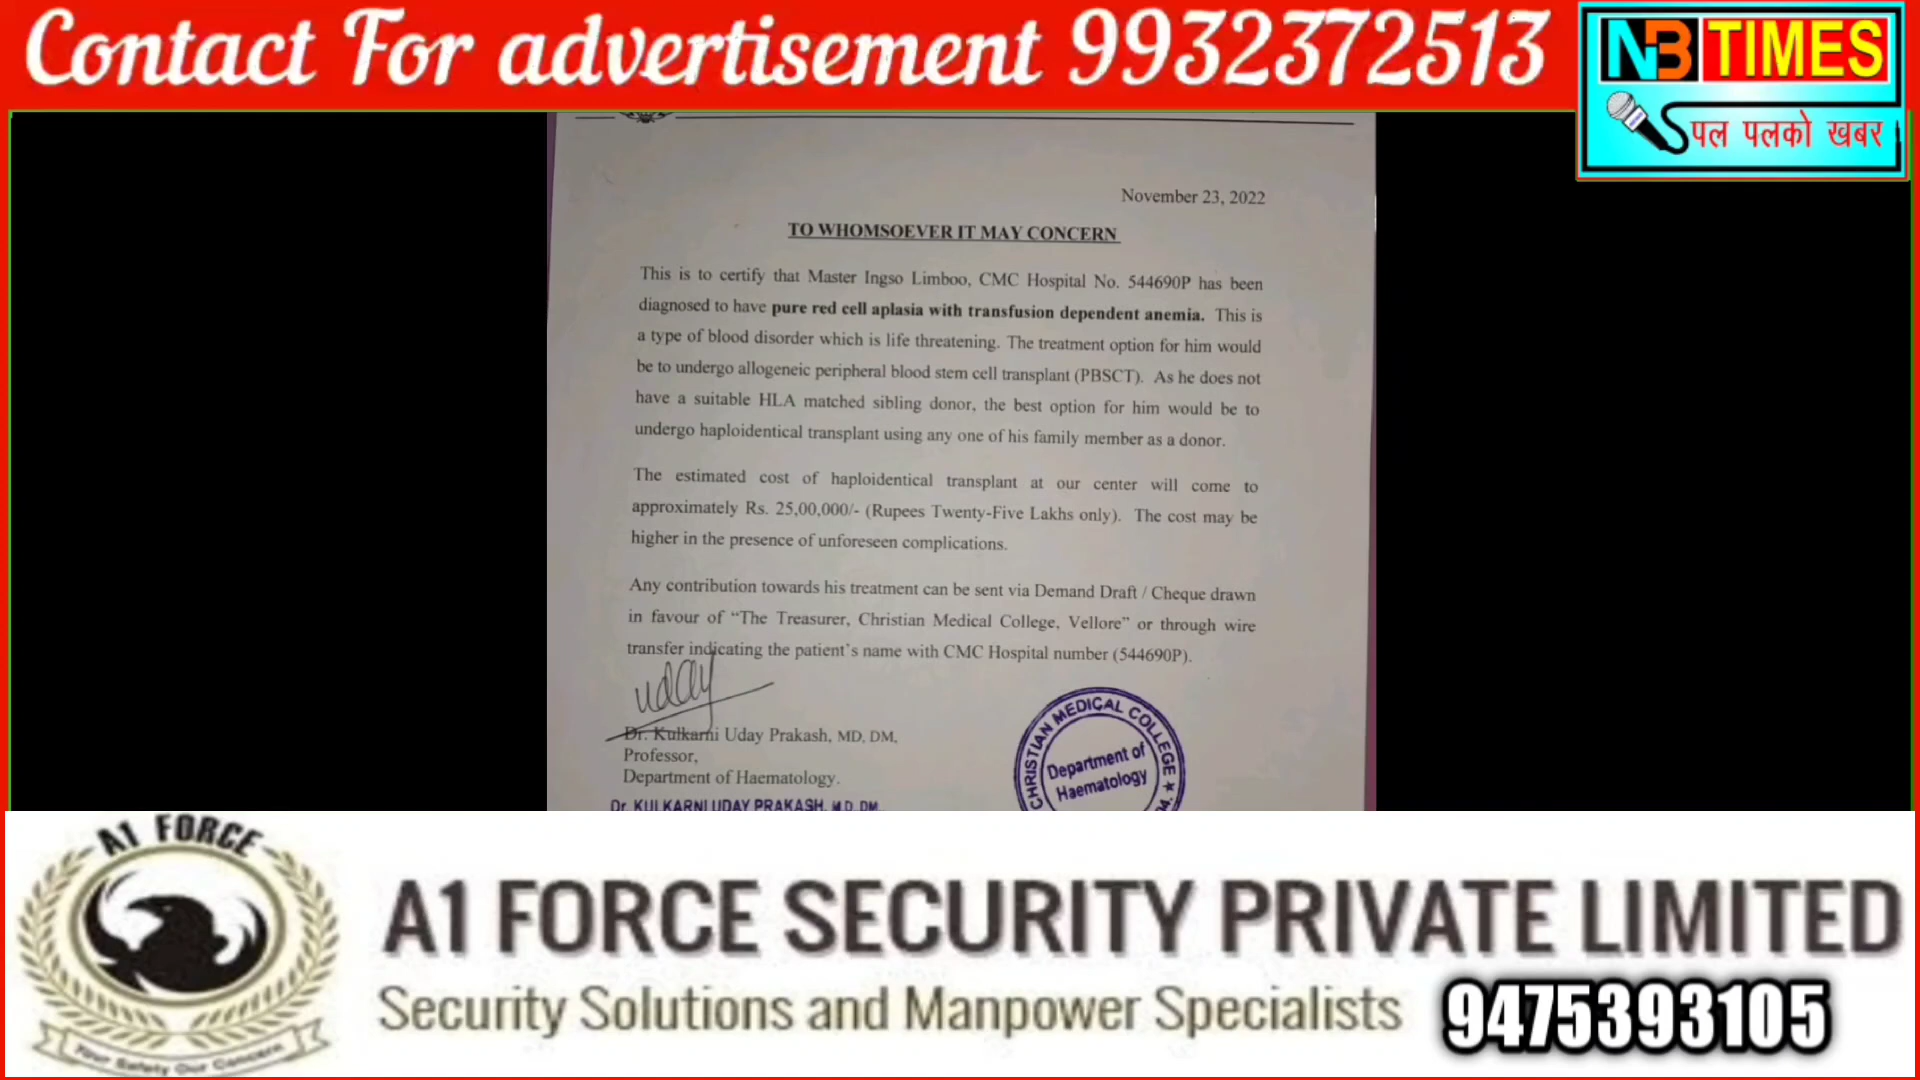 Contact For advertisement 9932372513
NB TIMES
पल पलको खबर
November 23, 2022
TO WHOMSOEVER IT MAY CONCERN
This is to certify that Master Ingso Limboo, CMC Hospital No. 544690P has been
diagnosed to have pure red cell aplasia with transfusion dependent anemia. This is
a type of blood disorder which is life threatening. The treatment option for him would
be to undergo allogeneic peripheral blood stem cell transplant (PBSCT). As he does not
have a suitable HLA matched sibling donor, the best option for him would be to
undergo haploidentical transplant using any one of his family member as a donor.
The estimated cost of haploidentical transplant at our center will come to
approximately Rs. 25,00,000/- (Rupees Twenty-Five Lakhs only). The cost may be
higher in the presence of unforeseen complications.
Any contribution towards his treatment can be sent via Demand Draft / Cheque drawn
in favour of “The Treasurer, Christian Medical College, Vellore” or through wire
transfer indicating the patient’s name with CMC Hospital number (544690P).
uday
Dr. Kulkarni Uday Prakash, MD, DM,
Professor,
Department of Haematology.
Dr. KULKARNI UDAY PRAKASH, M.D, DM
CHRISTIAN MEDICAL COLLEGE ★
Department of
Haematology
A1 FORCE
Your Safety Our Concern
A1 FORCE SECURITY PRIVATE LIMITED
Security Solutions and Manpower Specialists 9475393105